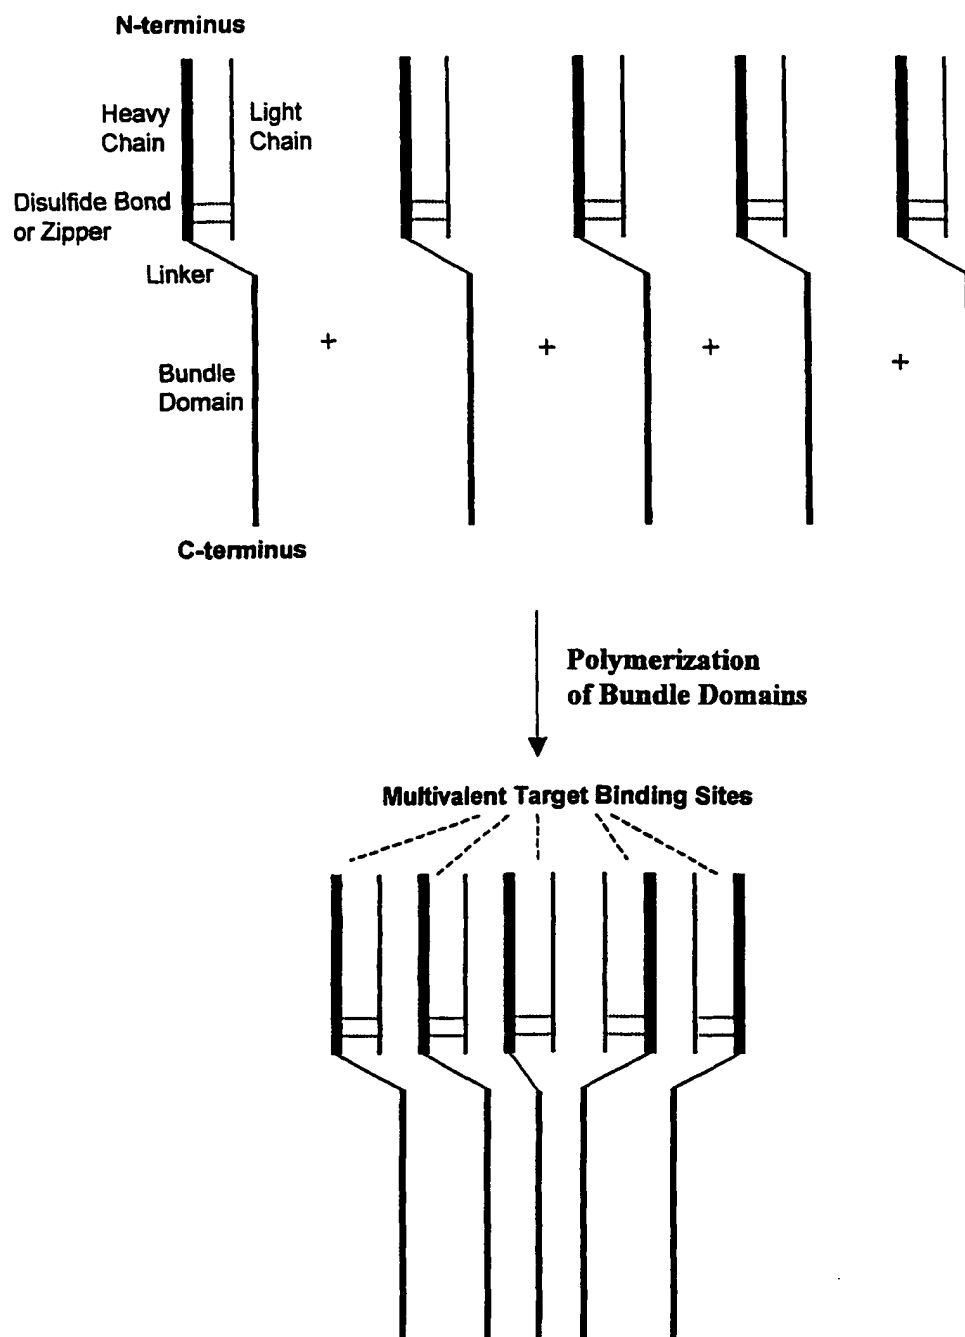 N-terminus
Heavy
Chain
Light
Chain
Disulfide Bond
or Zipper
Linker
+ + + +
Bundle
Domain
C-terminus
Polymerization
of Bundle Domains
Multivalent Target Binding Sites